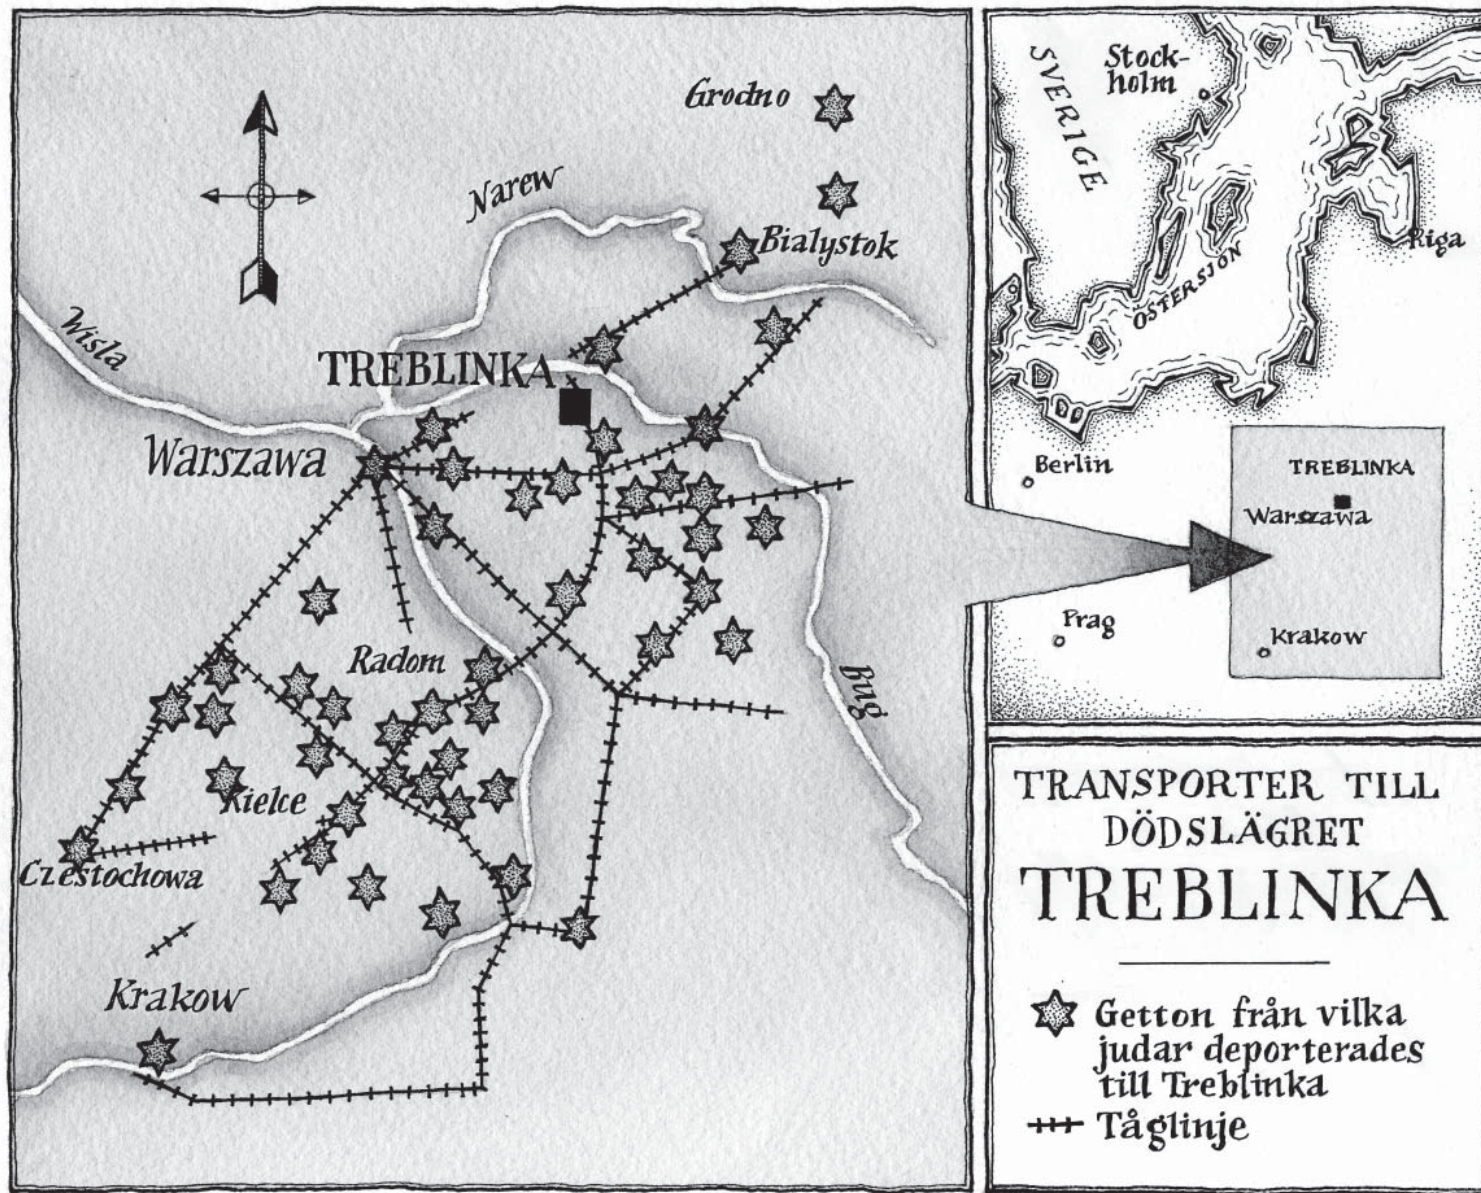 Grodno
Narew
Bialystok
Wisla
TREBLINKA
Warszawa
Radom
Bug
Kielce
Czestochowa
Krakow
SVERIGE
Stock-
holm
Riga
ÖSTERSJÖN
Berlin
TREBLINKA
Warszawa
Prag
Krakow
TRANSPORTER TILL
DÖDSLÄGRET
TREBLINKA
Getton från vilka
judar deporterades
till Treblinka
Tåglinje